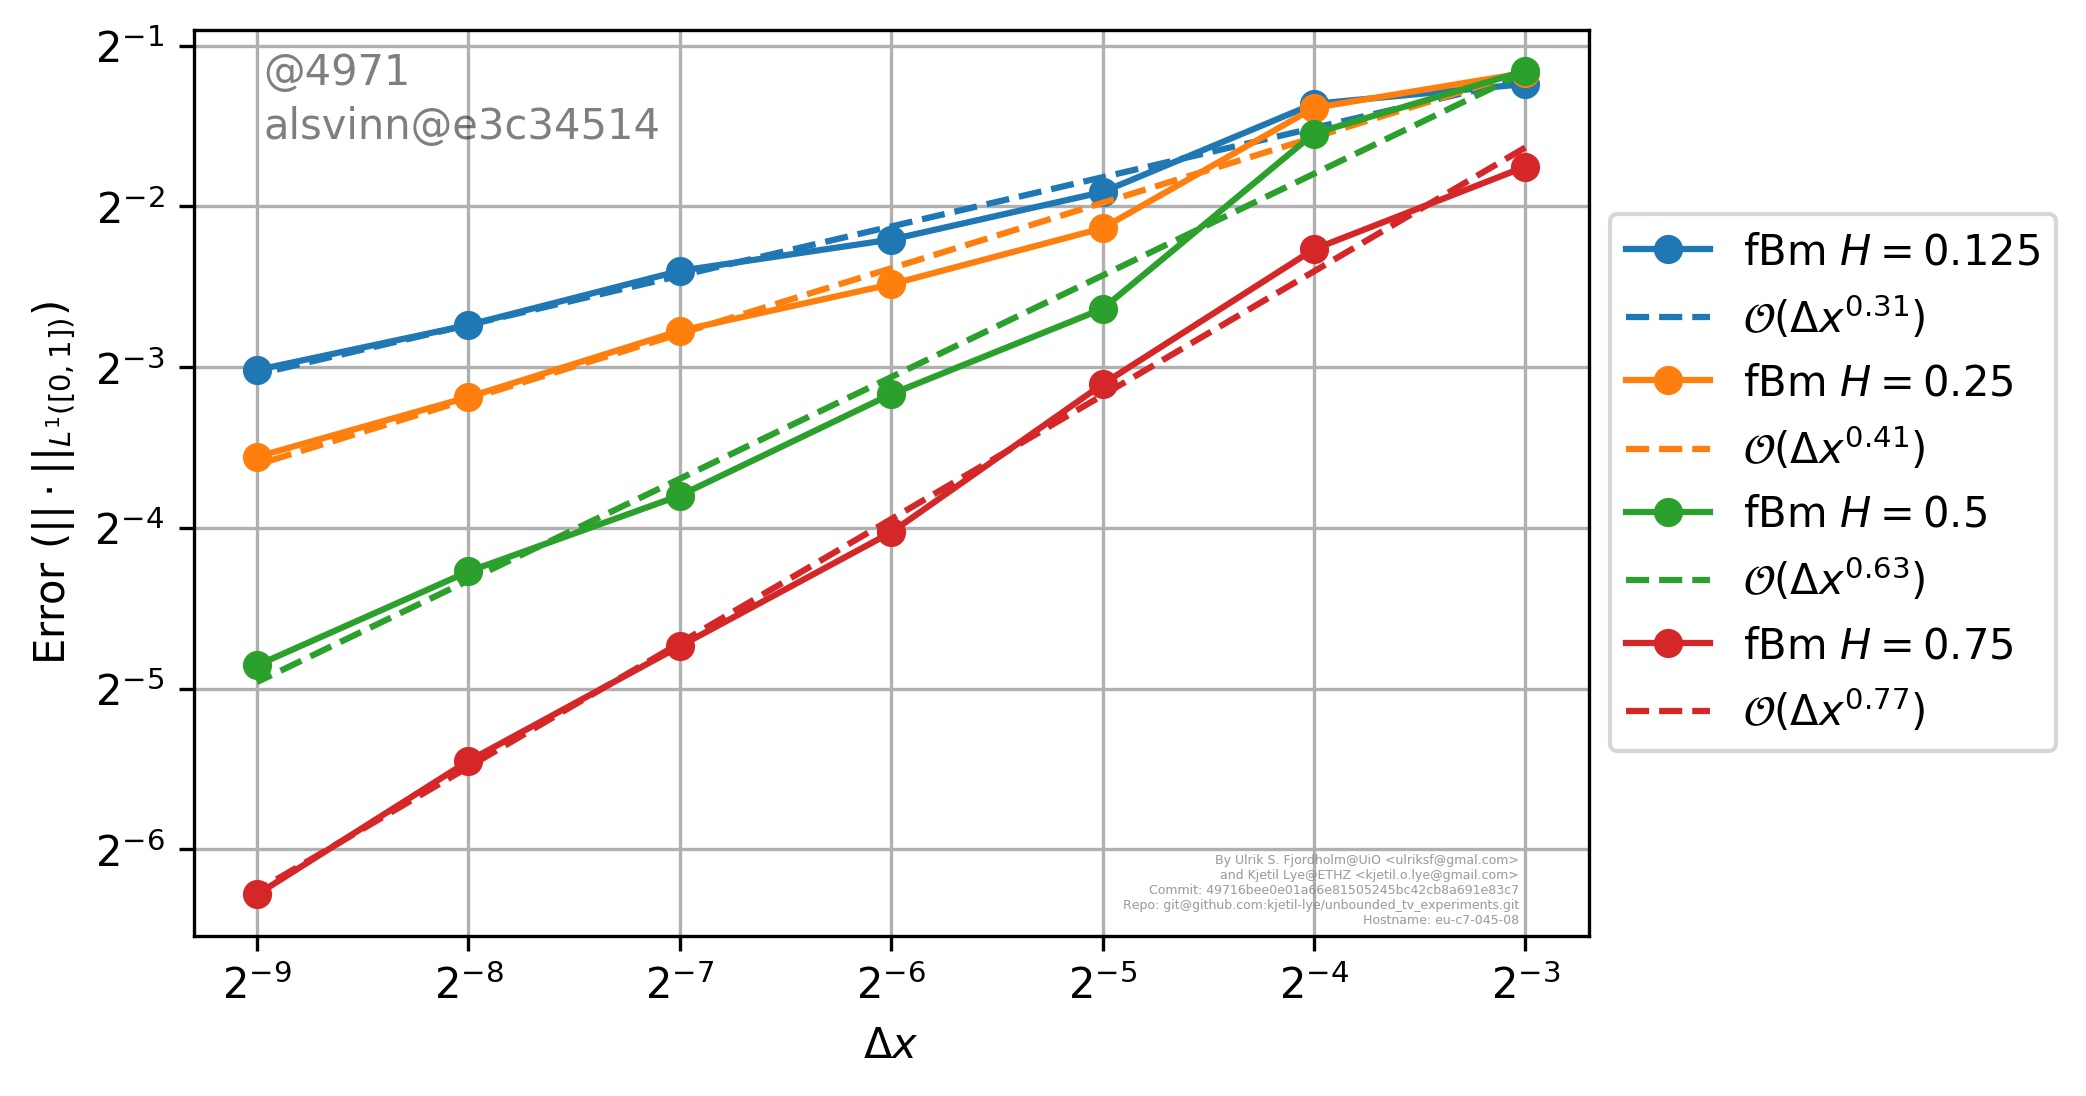 @4971
alsvinn@e3c34514
2⁻¹
2⁻²
2⁻³
2⁻⁴
2⁻⁵
2⁻⁶
Error (|| · ||_{L¹([0, 1])})
2⁻⁹ 2⁻⁸ 2⁻⁷ 2⁻⁶ 2⁻⁵ 2⁻⁴ 2⁻³
Δx
By Ulrik S. Fjordholm@UiO <ulriksf@gmal.com>
and Kjetil Lye@ETHZ <kjetil.o.lye@gmail.com>
Commit: 49716bee0e01a66e81505245bc42cb8a691e83c7
Repo: git@github.com:kjetil-lye/unbounded_tv_experiments.git
Hostname: eu-c7-045-08
fBm H = 0.125
𝒪(Δx^{0.31})
fBm H = 0.25
𝒪(Δx^{0.41})
fBm H = 0.5
𝒪(Δx^{0.63})
fBm H = 0.75
𝒪(Δx^{0.77})